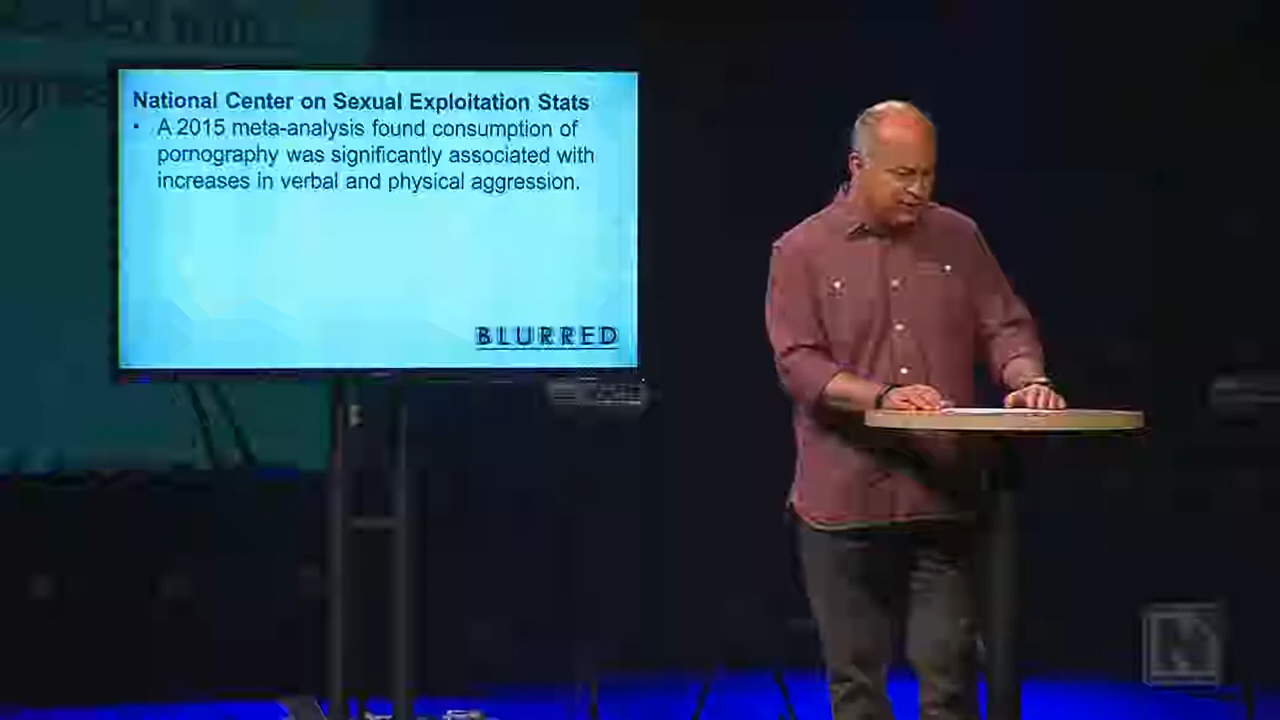 National Center on Sexual Exploitation Stats
• A 2015 meta-analysis found consumption of
pornography was significantly associated with
increases in verbal and physical aggression.
BLURRED
N